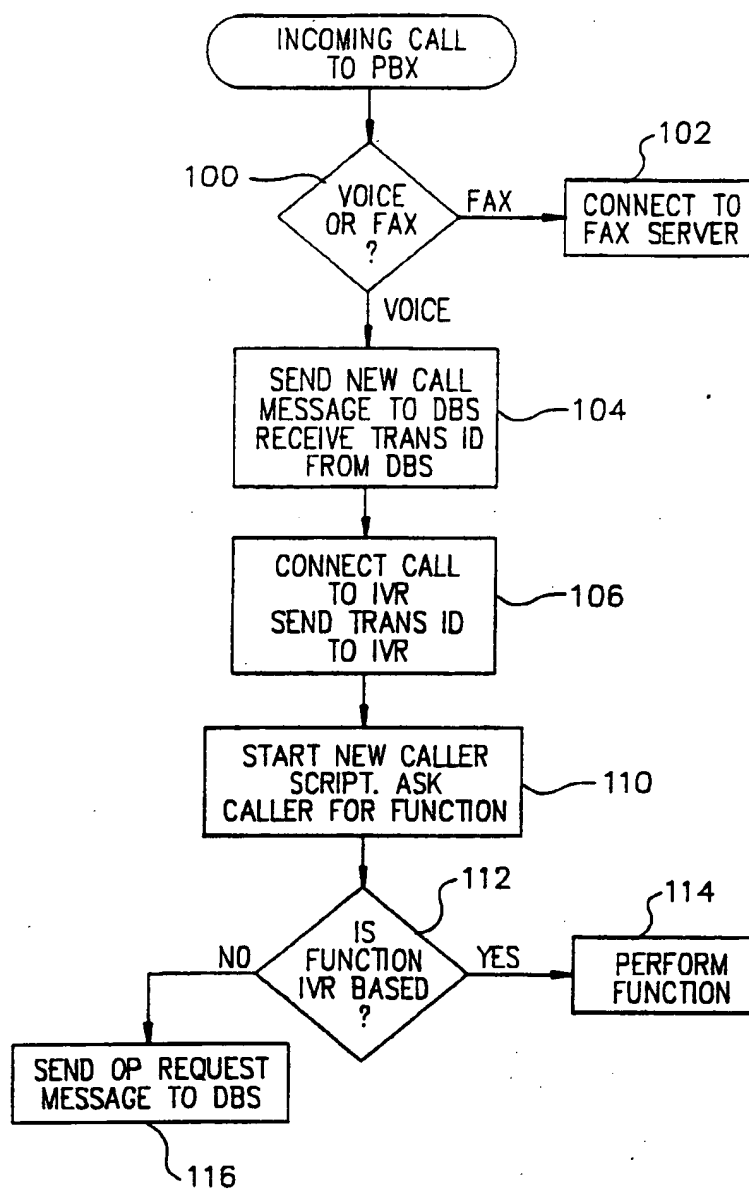 INCOMING CALL
TO PBX
102
100
VOICE
OR FAX
?
FAX
CONNECT TO
FAX SERVER
VOICE
SEND NEW CALL
MESSAGE TO DBS
RECEIVE TRANS ID
FROM DBS
104
CONNECT CALL
TO IVR
SEND TRANS ID
TO IVR
106
START NEW CALLER
SCRIPT. ASK
CALLER FOR FUNCTION
110
112
114
IS
FUNCTION
IVR BASED
?
NO
YES
PERFORM
FUNCTION
SEND OP REQUEST
MESSAGE TO DBS
116